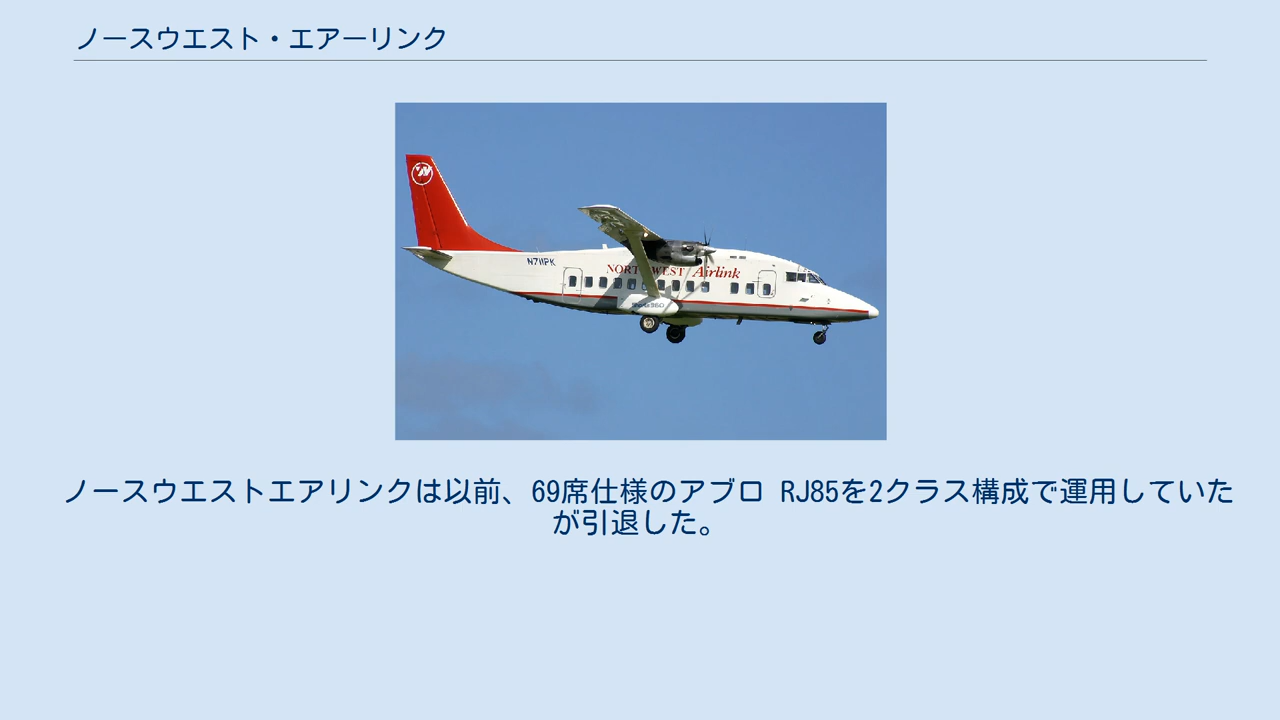 ノースウエスト・エアーリンク
N711PK
Airlink
ノースウエストエアリンクは以前、69席仕様のアブロ RJ85を2クラス構成で運用していた
が引退した。